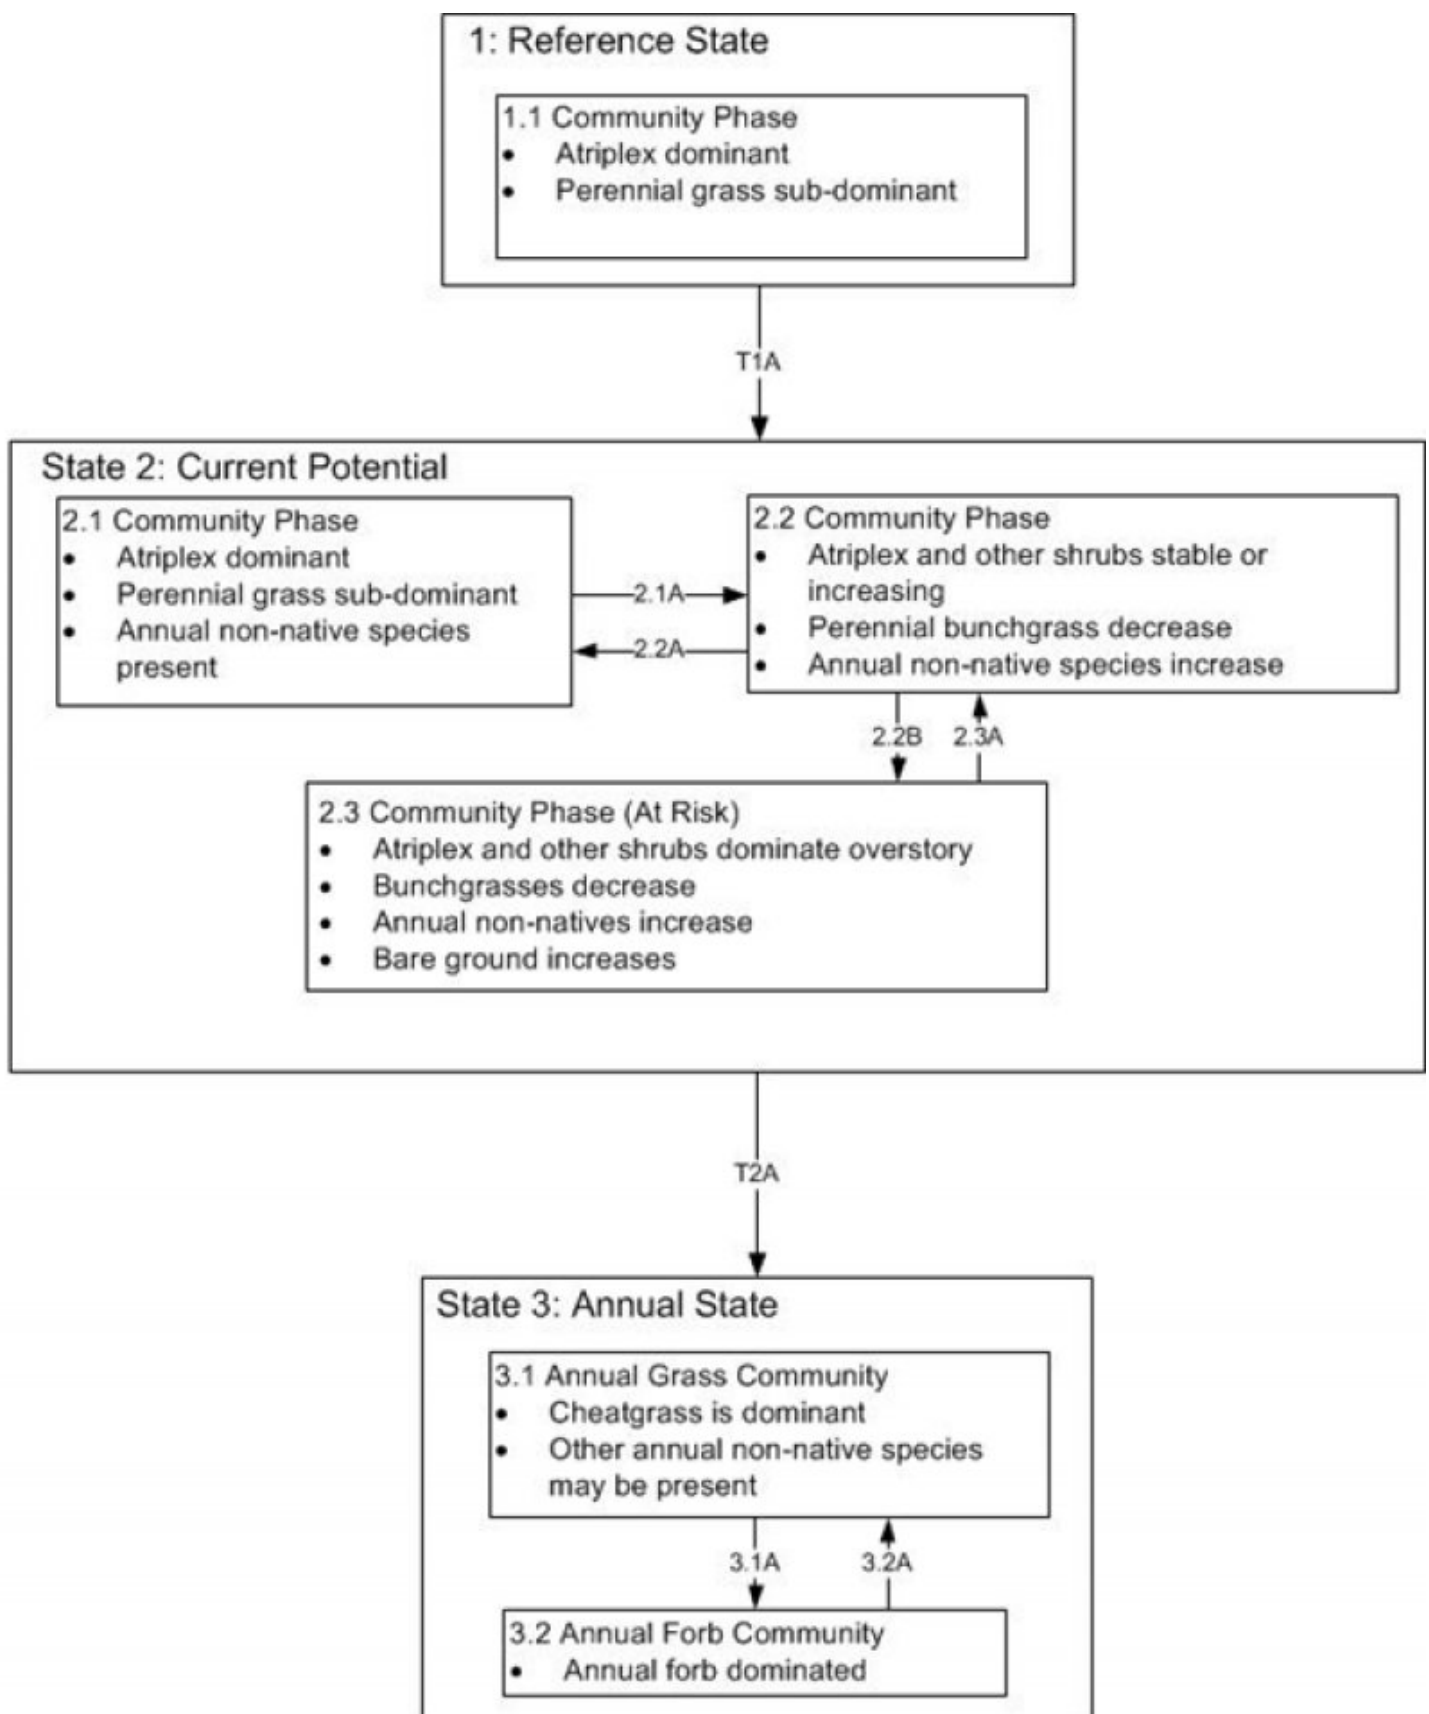 1: Reference State
1.1 Community Phase
• Atriplex dominant
• Perennial grass sub-dominant
T1A
State 2: Current Potential
2.1 Community Phase
• Atriplex dominant
• Perennial grass sub-dominant
• Annual non-native species
present
2.1A
2.2A
2.2 Community Phase
• Atriplex and other shrubs stable or
increasing
• Perennial bunchgrass decrease
• Annual non-native species increase
2.2B
2.3A
2.3 Community Phase (At Risk)
• Atriplex and other shrubs dominate overstory
• Bunchgrasses decrease
• Annual non-natives increase
• Bare ground increases
T2A
State 3: Annual State
3.1 Annual Grass Community
• Cheatgrass is dominant
• Other annual non-native species
may be present
3.1A
3.2A
3.2 Annual Forb Community
• Annual forb dominated